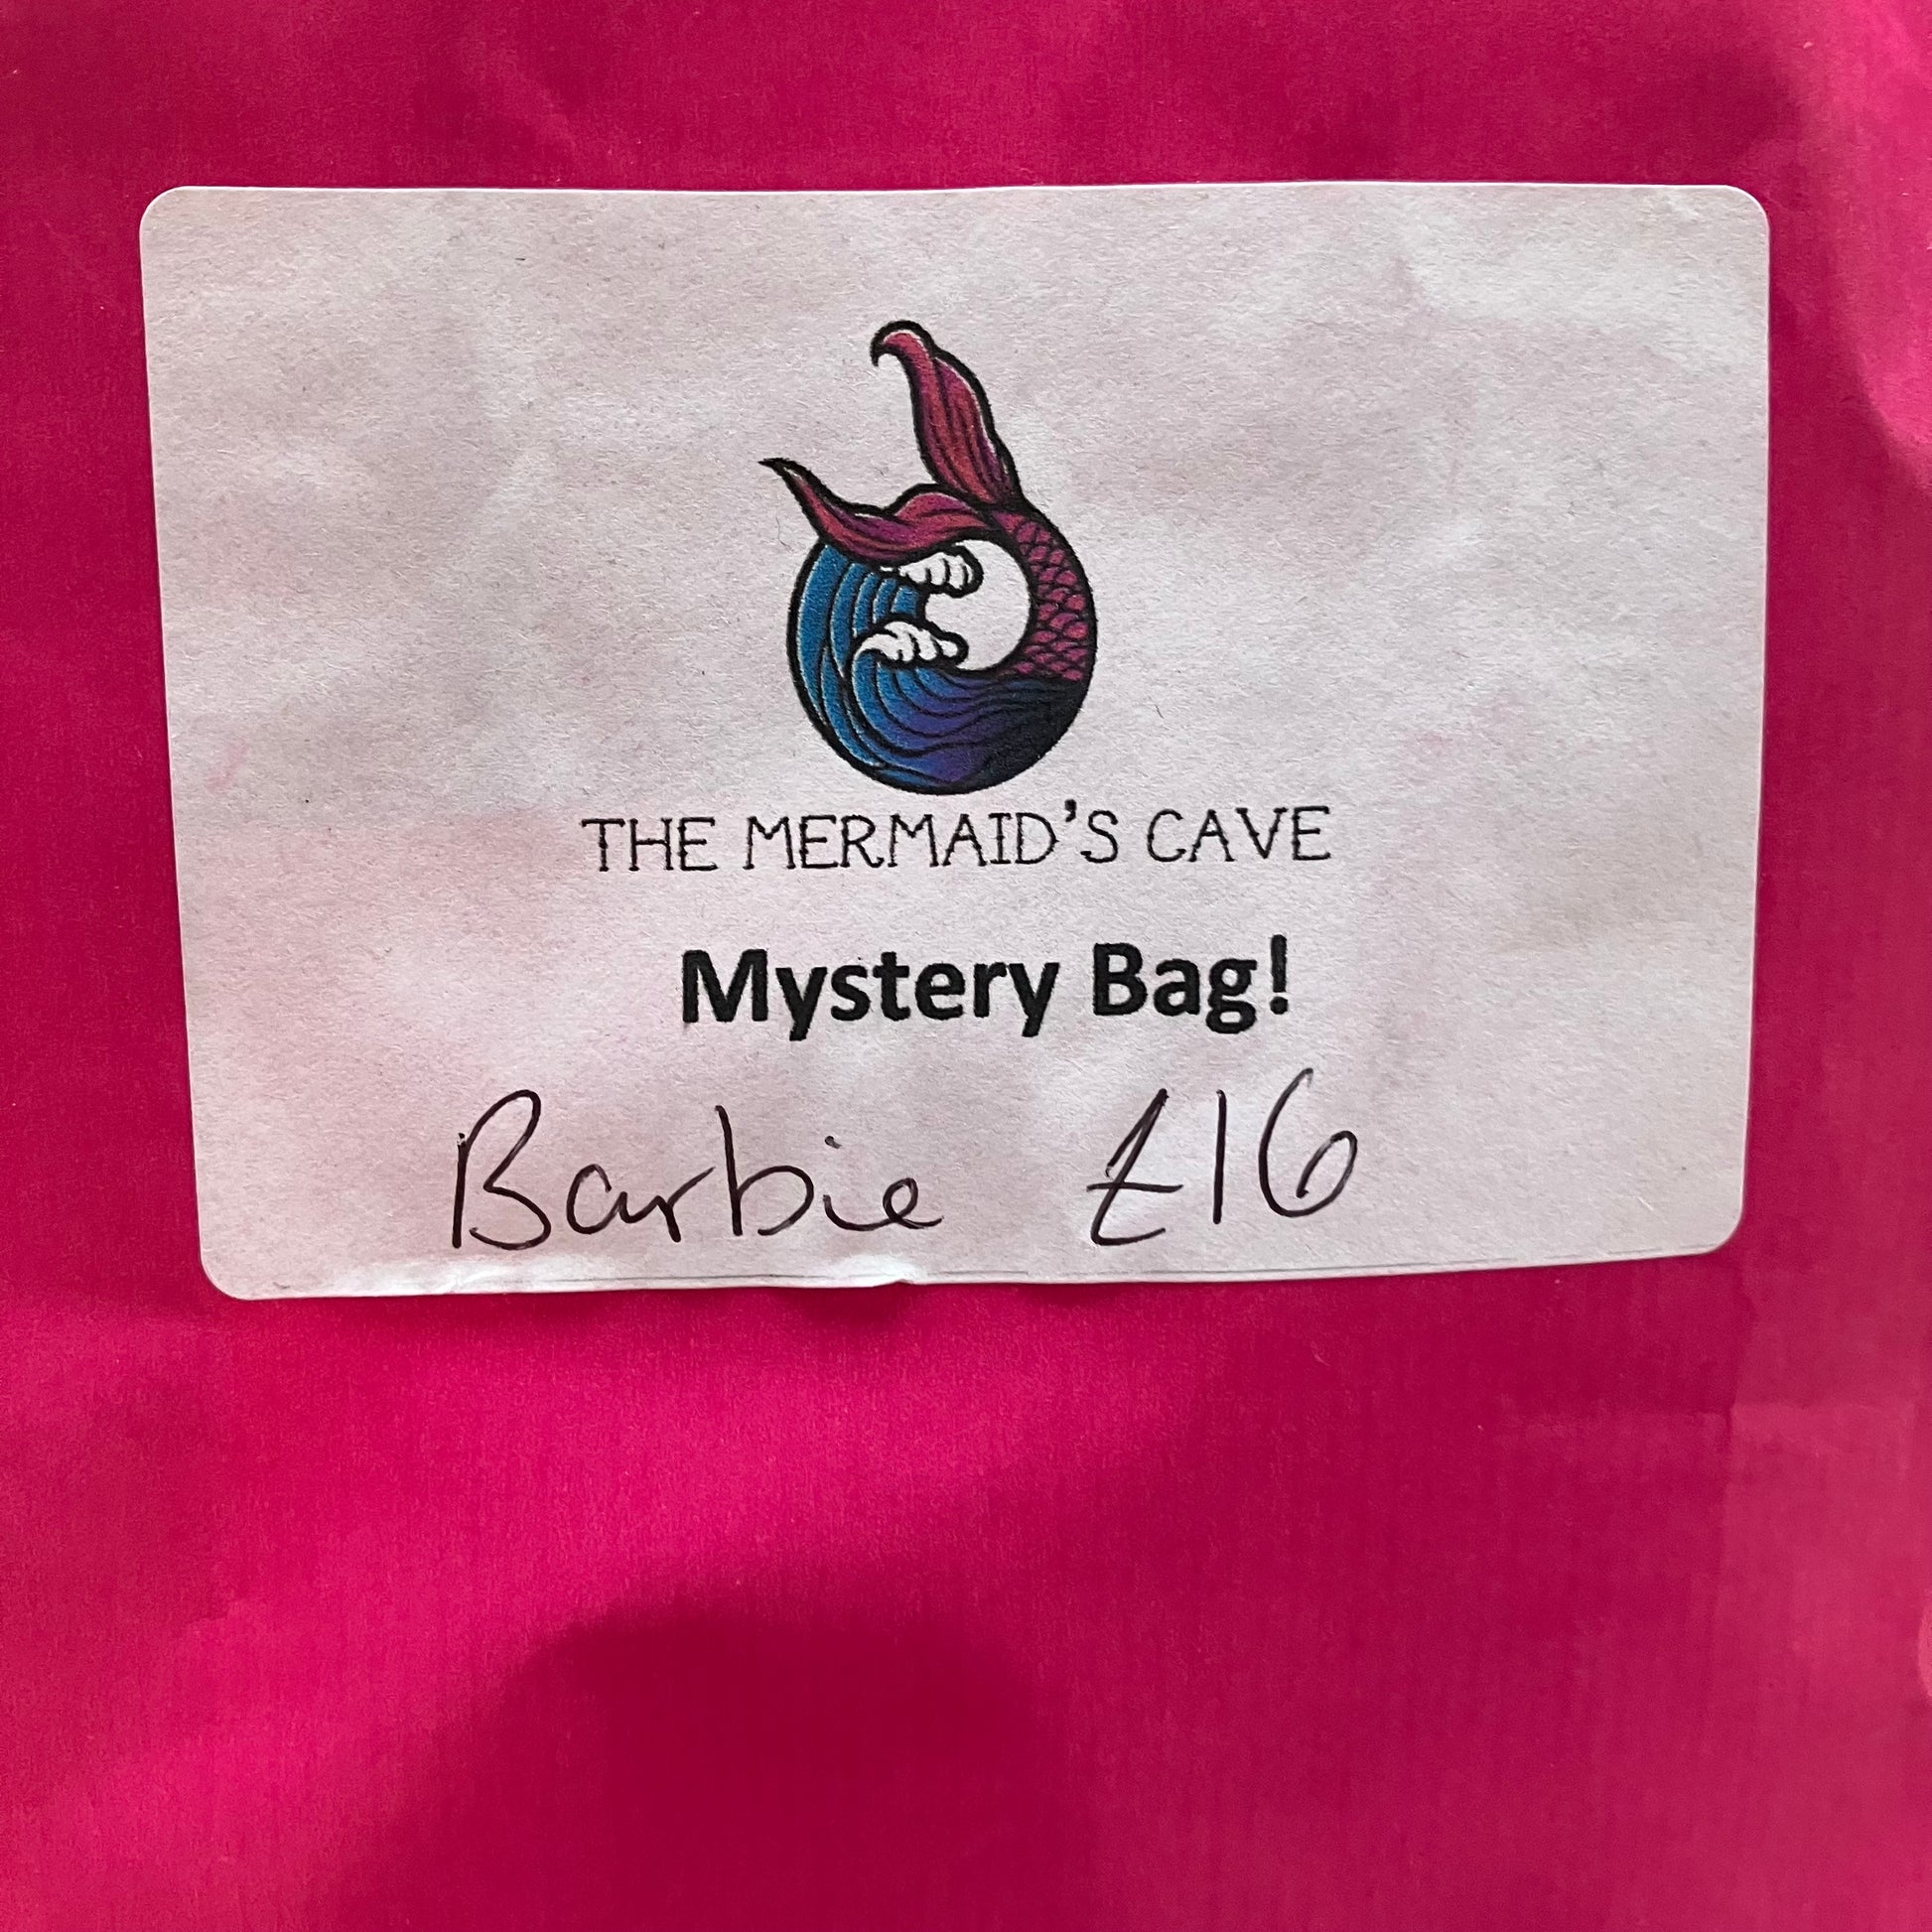 THE MERMAID'S CAVE
Mystery Bag!
Barbie £16